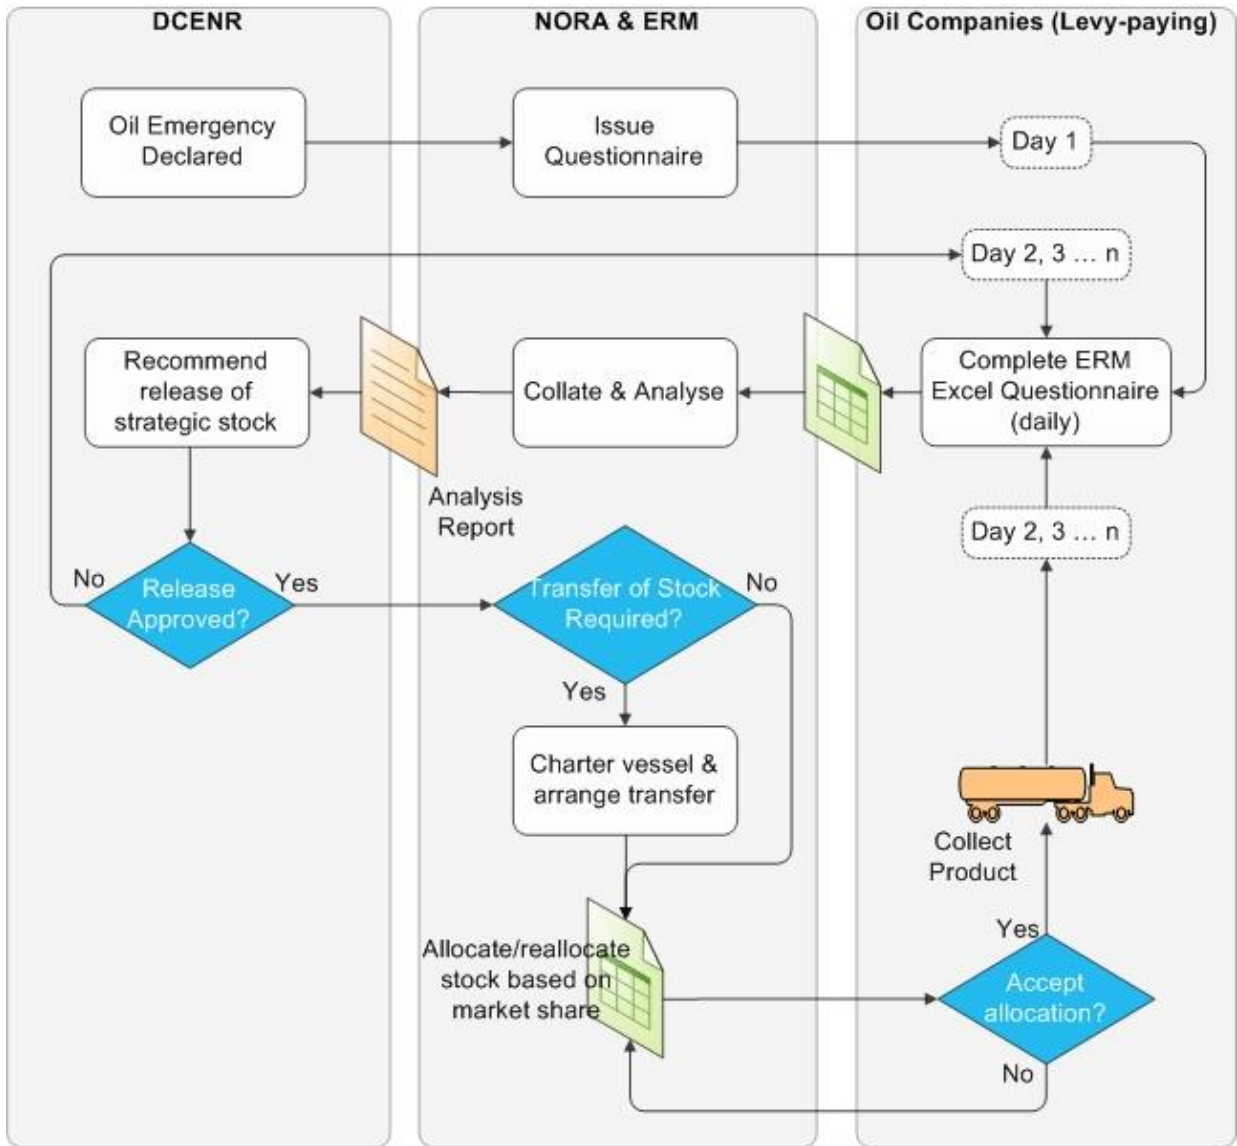 DCENR
NORA & ERM
Oil Companies (Levy-paying)
Oil Emergency
Declared
Issue
Questionnaire
Day 1
Day 2, 3 ... n
Recommend
release of
strategic stock
Collate & Analyse
Complete ERM
Excel Questionnaire
(daily)
Analysis
Report
Day 2, 3 ... n
No
Release
Approved?
Yes
Transfer of Stock
Required?
No
Yes
Charter vessel &
arrange transfer
Collect
Product
Allocate/reallocate
stock based on
market share
Yes
Accept
allocation?
No